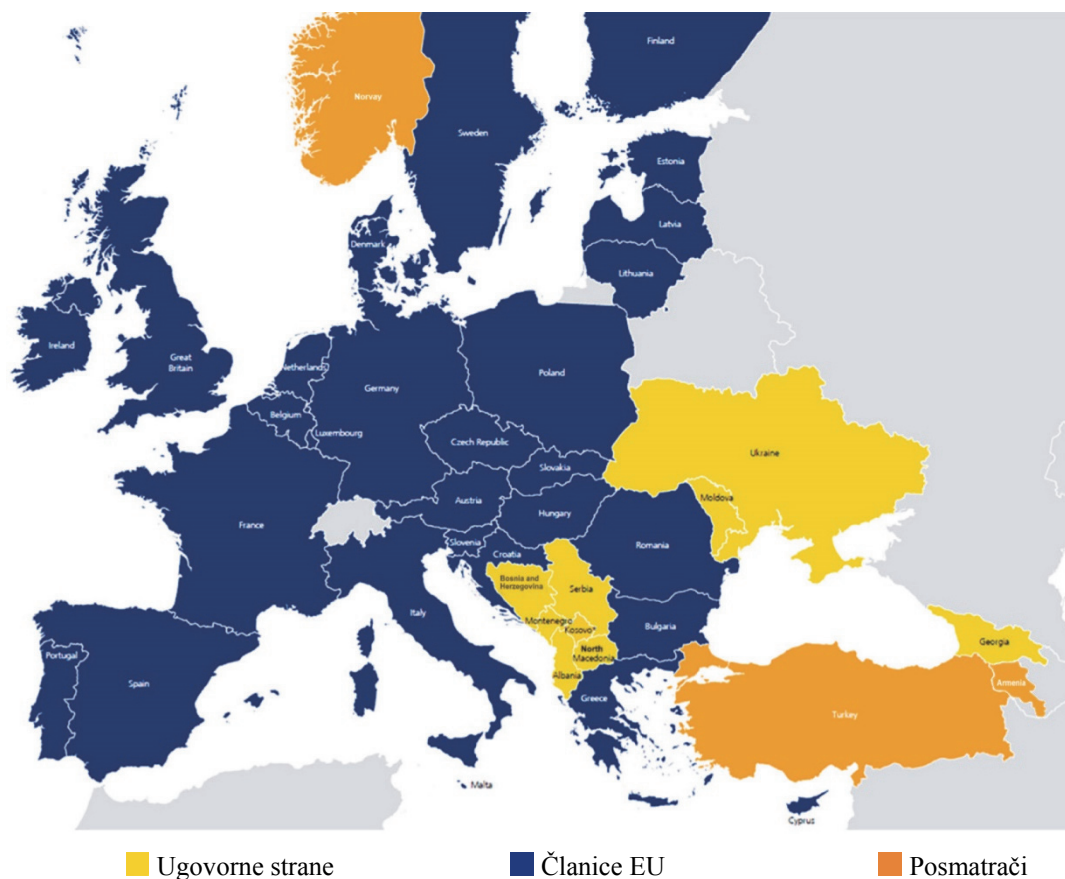 Finland
Norvay
Sweden
Estonia
Latvia
Denmark
Lithuania
Ireland
Great
Britain
Netherlands
Poland
Germany
Belgium
Luxembourg
Czech Republic
Slovakia
Ukraine
Austria
Moldova
Hungary
France
Slovenia
Romania
Croatia
Bosnia and
Herzegovina
Serbia
Italy
Montenegro
Kosovo*
Bulgaria
Georgia
North
Macedonia
Portugal
Albania
Spain
Armenia
Greece
Turkey
Malta
Cyprus
Ugovorne strane
Članice EU
Posmatrači